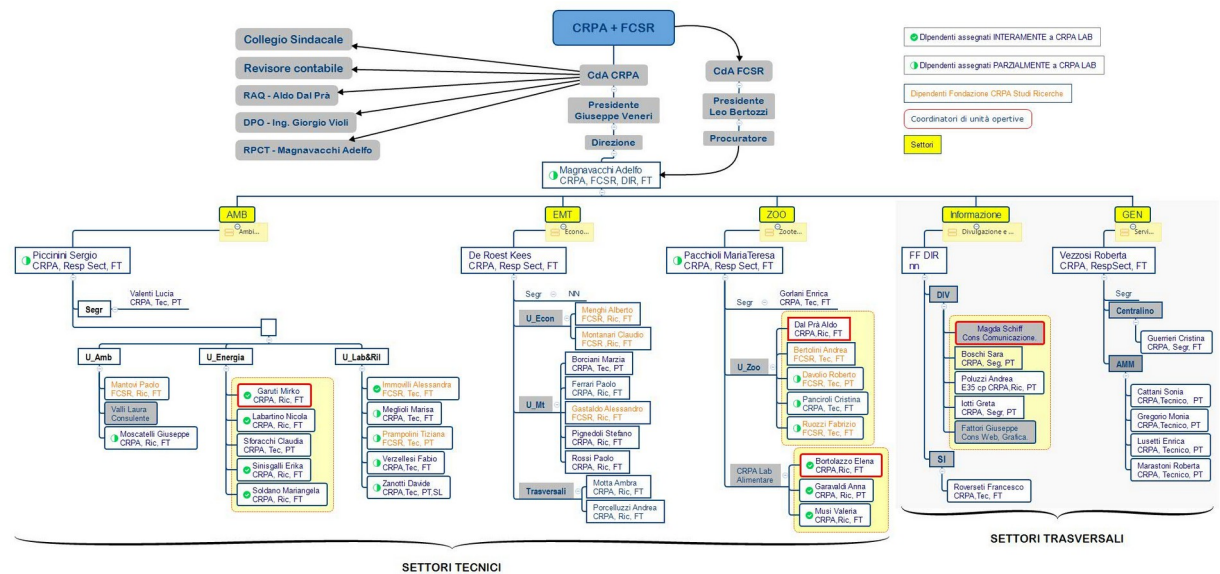 CRPA + FCSR
Collegio Sindacale
Revisore contabile
RAQ - Aldo Dal Prà
DPO - Ing. Giorgio Violi
RPCT - Magnavacchi Adelfo
CdA CRPA
Presidente
Giuseppe Veneri
Direzione
CdA FCSR
Presidente
Leo Bertozzi
Procuratore
Magnavacchi Adelfo
CRPA, FCSR, DIR, FT
DIpendenti assegnati INTERAMENTE a CRPA LAB
DIpendenti assegnati PARZIALMENTE a CRPA LAB
Dipendenti Fondazione CRPA Studi Ricerche
Coordinatori di unità opertive
Settori
AMB
Ambi...
Piccinini Sergio
CRPA, Resp Sect, FT
Segr
Valenti Lucia
CRPA, Tec, PT
U_Amb
Mantovi Paolo
FCSR, Ric, FT
Valli Laura
Consulente
Moscatelli Giuseppe
CRPA, Ric, FT
U_Energia
Garuti Mirko
CRPA, Ric, FT
Labartino Nicola
CRPA, Ric, FT
Sforacchi Claudia
CRPA, Tec, PT
Sinisgalli Erika
CRPA, Ric, FT
Soldano Mariangela
CRPA, Ric, FT
U_Lab&Ril
Immovilli Alessandra
FCSR, Tec, FT
Meglioli Marisa
CRPA, Tec, FT
Prampolini Tiziana
FCSR, Tec, PT
Verzellesi Fabio
CRPA, Tec, FT
Zanotti Davide
CRPA,Tec, PT,SL
EMT
Econo...
De Roest Kees
CRPA, Resp Sect, FT
Segr
NN
U_Econ
Menghi Alberto
FCSR, Ric, FT
Montanari Claudio
FCSR ,Ric, FT
U_Mt
Borciani Marzia
CRPA, Tec, PT
Ferrari Paolo
CRPA, Ric, FT
Gastaldo Alessandro
FCSR, Ric, FT
Pignedoli Stefano
CRPA, Ric, FT
Rossi Paolo
CRPA, Ric, FT
Trasversali
Motta Ambra
CRPA, Ric, FT
Porcelluzzi Andrea
CRPA, Ric, FT
ZOO
Zoote...
Pacchioli MariaTeresa
CRPA, Resp Sect, FT
Segr
Gorlani Enrica
CRPA, Tec, FT
U_Zoo
Dal Prà Aldo
CRPA,Ric, FT
Bertolini Andrea
FCSR, Tec, FT
Davolio Roberto
FCSR, Tec, PT
Panciroli Cristina
CRPA, Tec, FT
Ruozzi Fabrizio
FCSR, Tec, FT
CRPA Lab
Alimentare
Bortolazzo Elena
CRPA,Ric, FT
Garavaldi Anna
CRPA, Ric, PT
Musi Valeria
CRPA,Ric, FT
Informazione
Divulgazione e ...
FF DIR
nn
DIV
Magda Schiff
Cons Comunicazione.
Boschi Sara
CRPA, Seg, PT
Poluzzi Andrea
E35 cp CRPA,Ric, PT
Iotti Greta
CRPA, Segr, PT
Fattori Giuseppe
Cons Web, Grafica.
SI
Roverseti Francesco
CRPA,Tec, FT
GEN
Servi...
Vezzosi Roberta
CRPA, RespSect, FT
Segr
Centralino
Guerrieri Cristina
CRPA, Segr, FT
AMM
Cattani Sonia
CRPA,Tecnico, PT
Gregorio Monia
CRPA,Tecnico, PT
Lusetti Enrica
CRPA, Tecnico, PT
Marastoni Roberta
CRPA, Tecnico, PT
SETTORI TECNICI
SETTORI TRASVERSALI